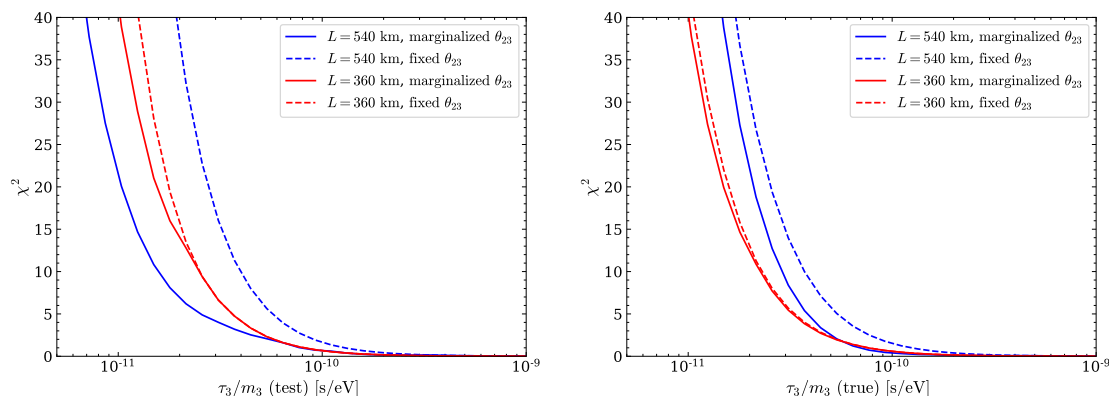 40
35
30
25
20
15
10
5
0
χ²
10⁻¹¹
10⁻¹⁰
10⁻⁹
τ₃/m₃ (test) [s/eV]
L = 540 km, marginalized θ₂₃
L = 540 km, fixed θ₂₃
L = 360 km, marginalized θ₂₃
L = 360 km, fixed θ₂₃
40
35
30
25
20
15
10
5
0
χ²
10⁻¹¹
10⁻¹⁰
10⁻⁹
τ₃/m₃ (true) [s/eV]
L = 540 km, marginalized θ₂₃
L = 540 km, fixed θ₂₃
L = 360 km, marginalized θ₂₃
L = 360 km, fixed θ₂₃